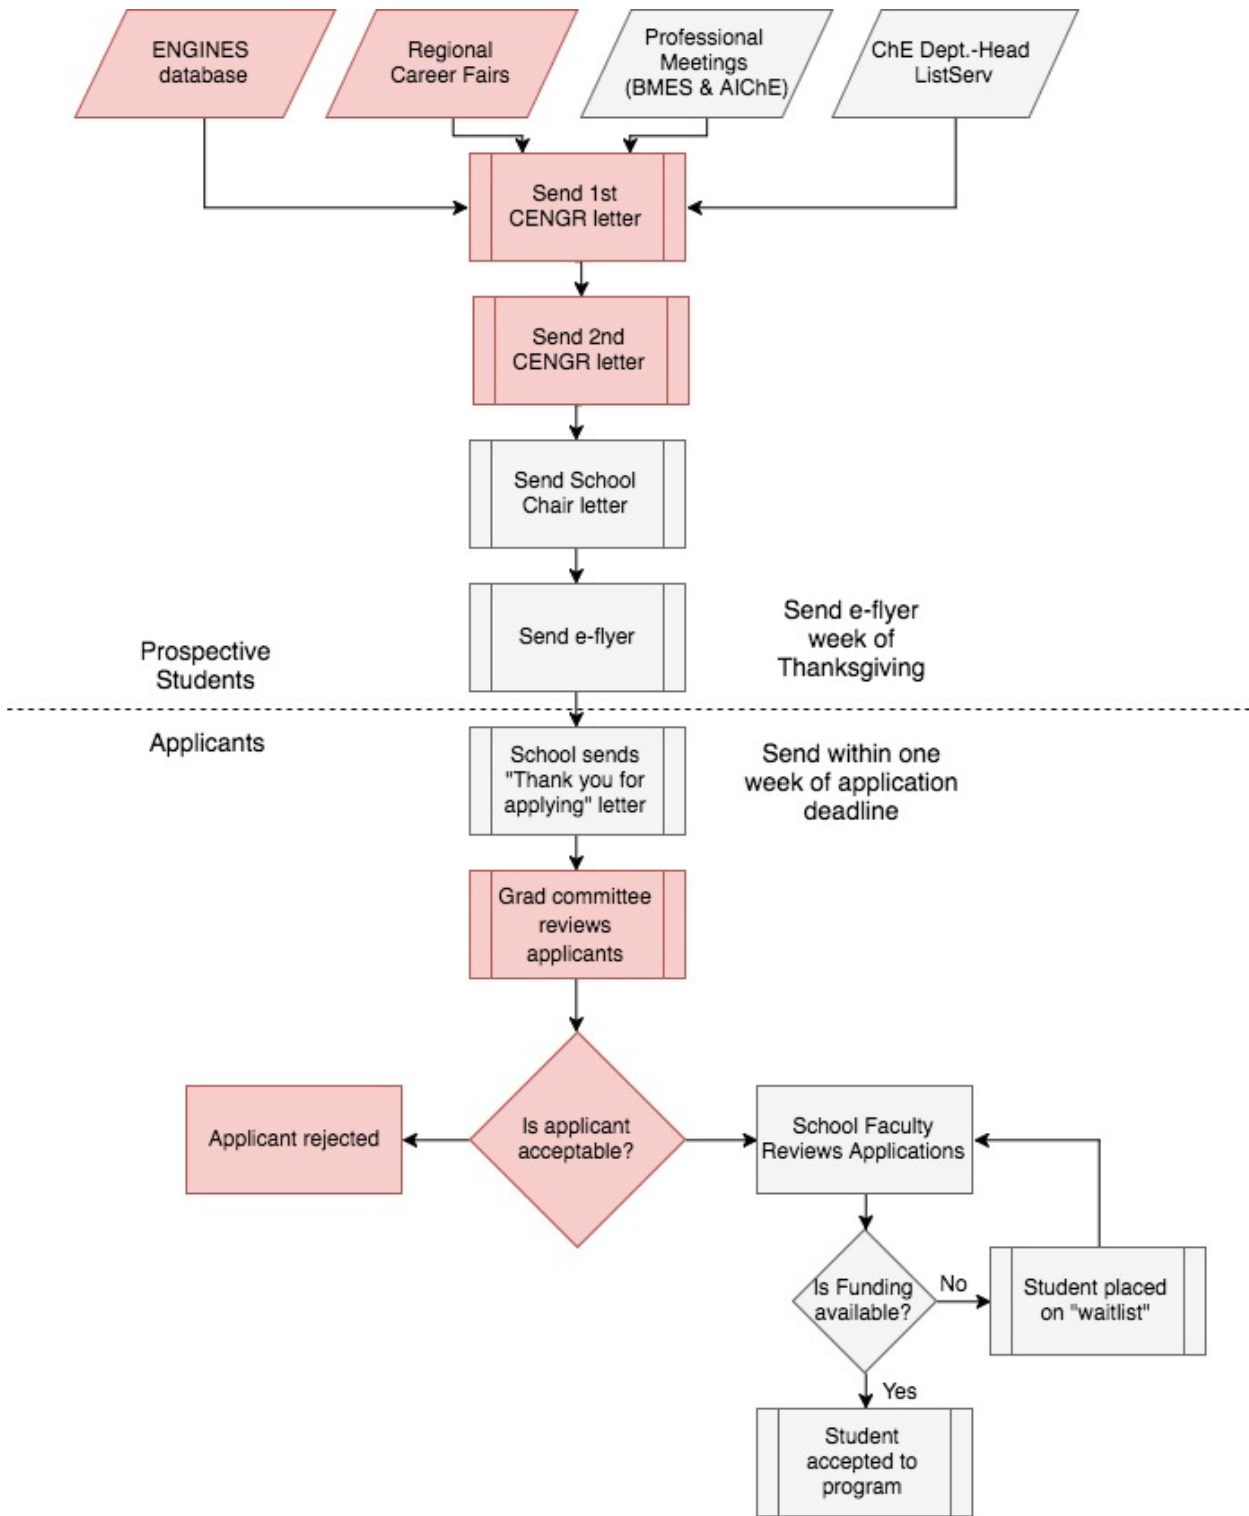 ENGINES
database
Regional
Career Fairs
Professional
Meetings
(BMES & AIChE)
ChE Dept.-Head
ListServ
Send 1st
CENGR letter
Send 2nd
CENGR letter
Send School
Chair letter
Send e-flyer
Send e-flyer
week of
Thanksgiving
Prospective
Students
Applicants
School sends
"Thank you for
applying" letter
Send within one
week of application
deadline
Grad committee
reviews
applicants
Is applicant
acceptable?
Applicant rejected
School Faculty
Reviews Applications
Is Funding
available?
No
Student placed
on "waitlist"
Yes
Student
accepted to
program